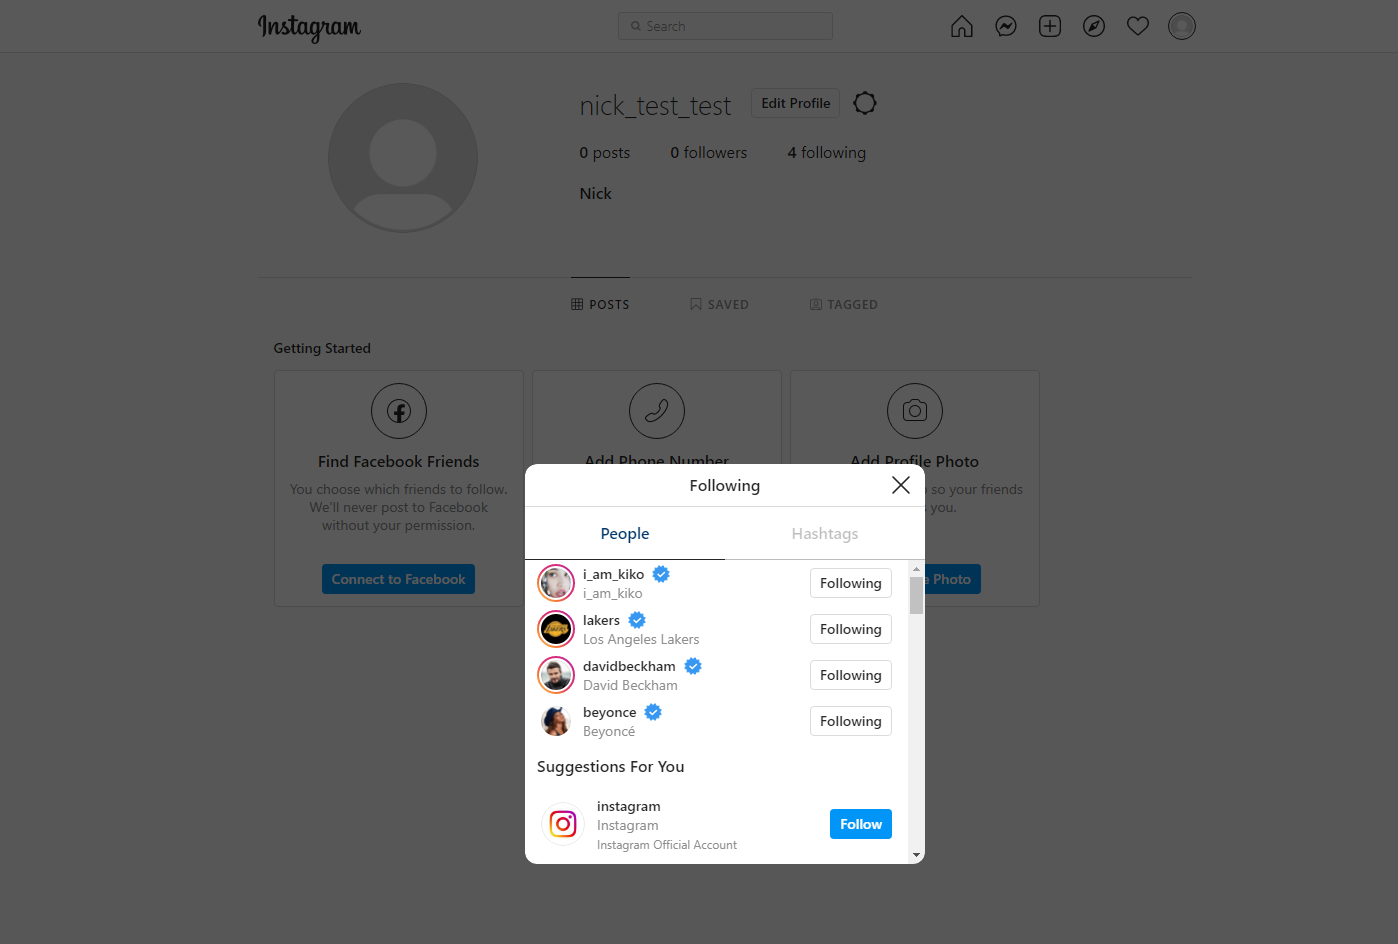 Instagram
Search
nick_test_test
Edit Profile
0 posts
0 followers
4 following
Nick
POSTS
SAVED
TAGGED
Getting Started
Find Facebook Friends
You choose which friends to follow.
We'll never post to Facebook
without your permission.
Connect to Facebook
Add Phone Number
Add Profile Photo
so your friends
you.
Photo
Following
People
Hashtags
i_am_kiko
i_am_kiko
Following
lakers
Los Angeles Lakers
Following
davidbeckham
David Beckham
Following
beyonce
Beyoncé
Following
Suggestions For You
instagram
Instagram
Instagram Official Account
Follow